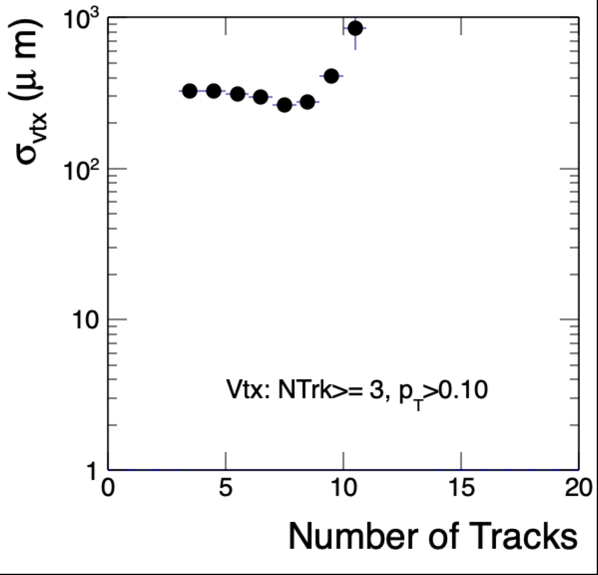 10³
σvtx (μ m)
10²
10
Vtx: NTrk>= 3, pT>0.10
1
0 5 10 15 20
Number of Tracks